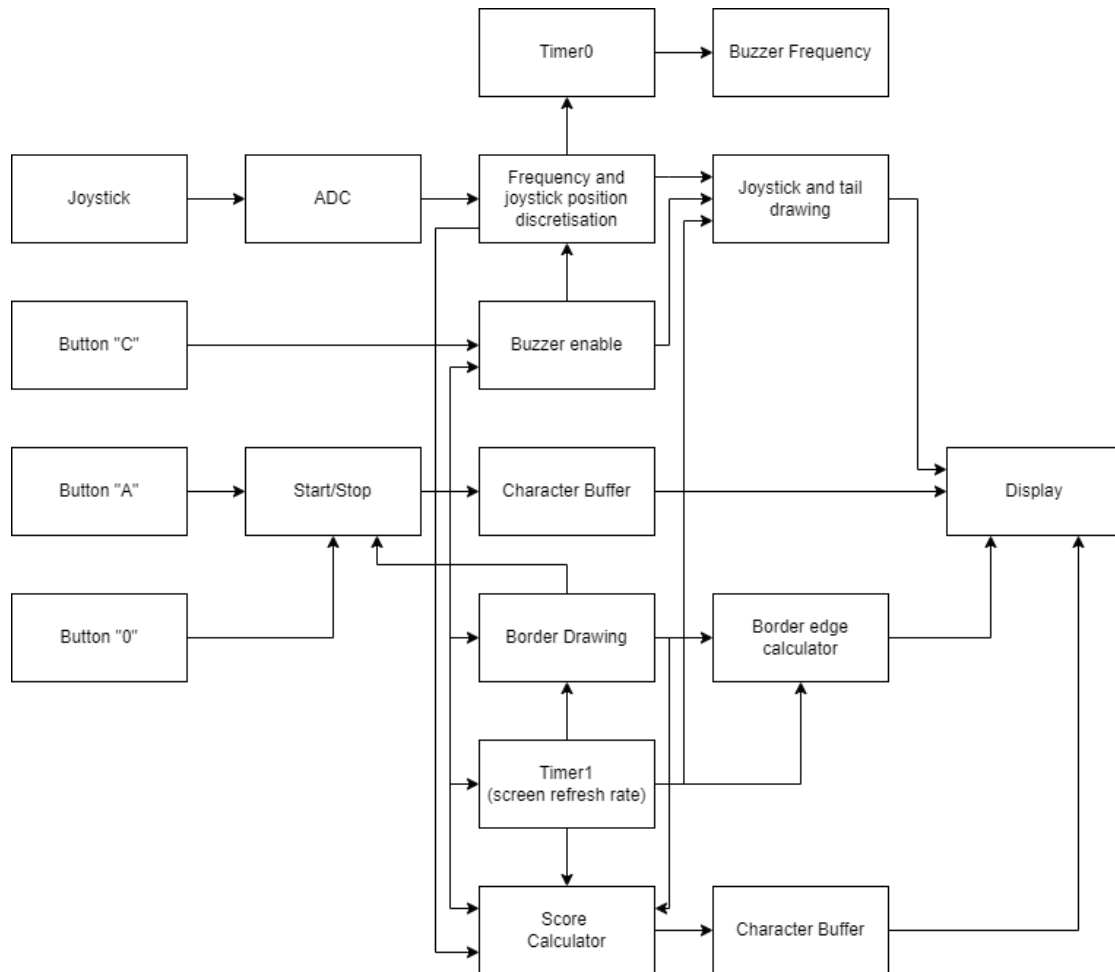 Timer0
Buzzer Frequency
Joystick
ADC
Frequency and
joystick position
discretisation
Joystick and tail
drawing
Button "C"
Buzzer enable
Button "A"
Start/Stop
Character Buffer
Display
Button "0"
Border Drawing
Border edge
calculator
Timer1
(screen refresh rate)
Score
Calculator
Character Buffer